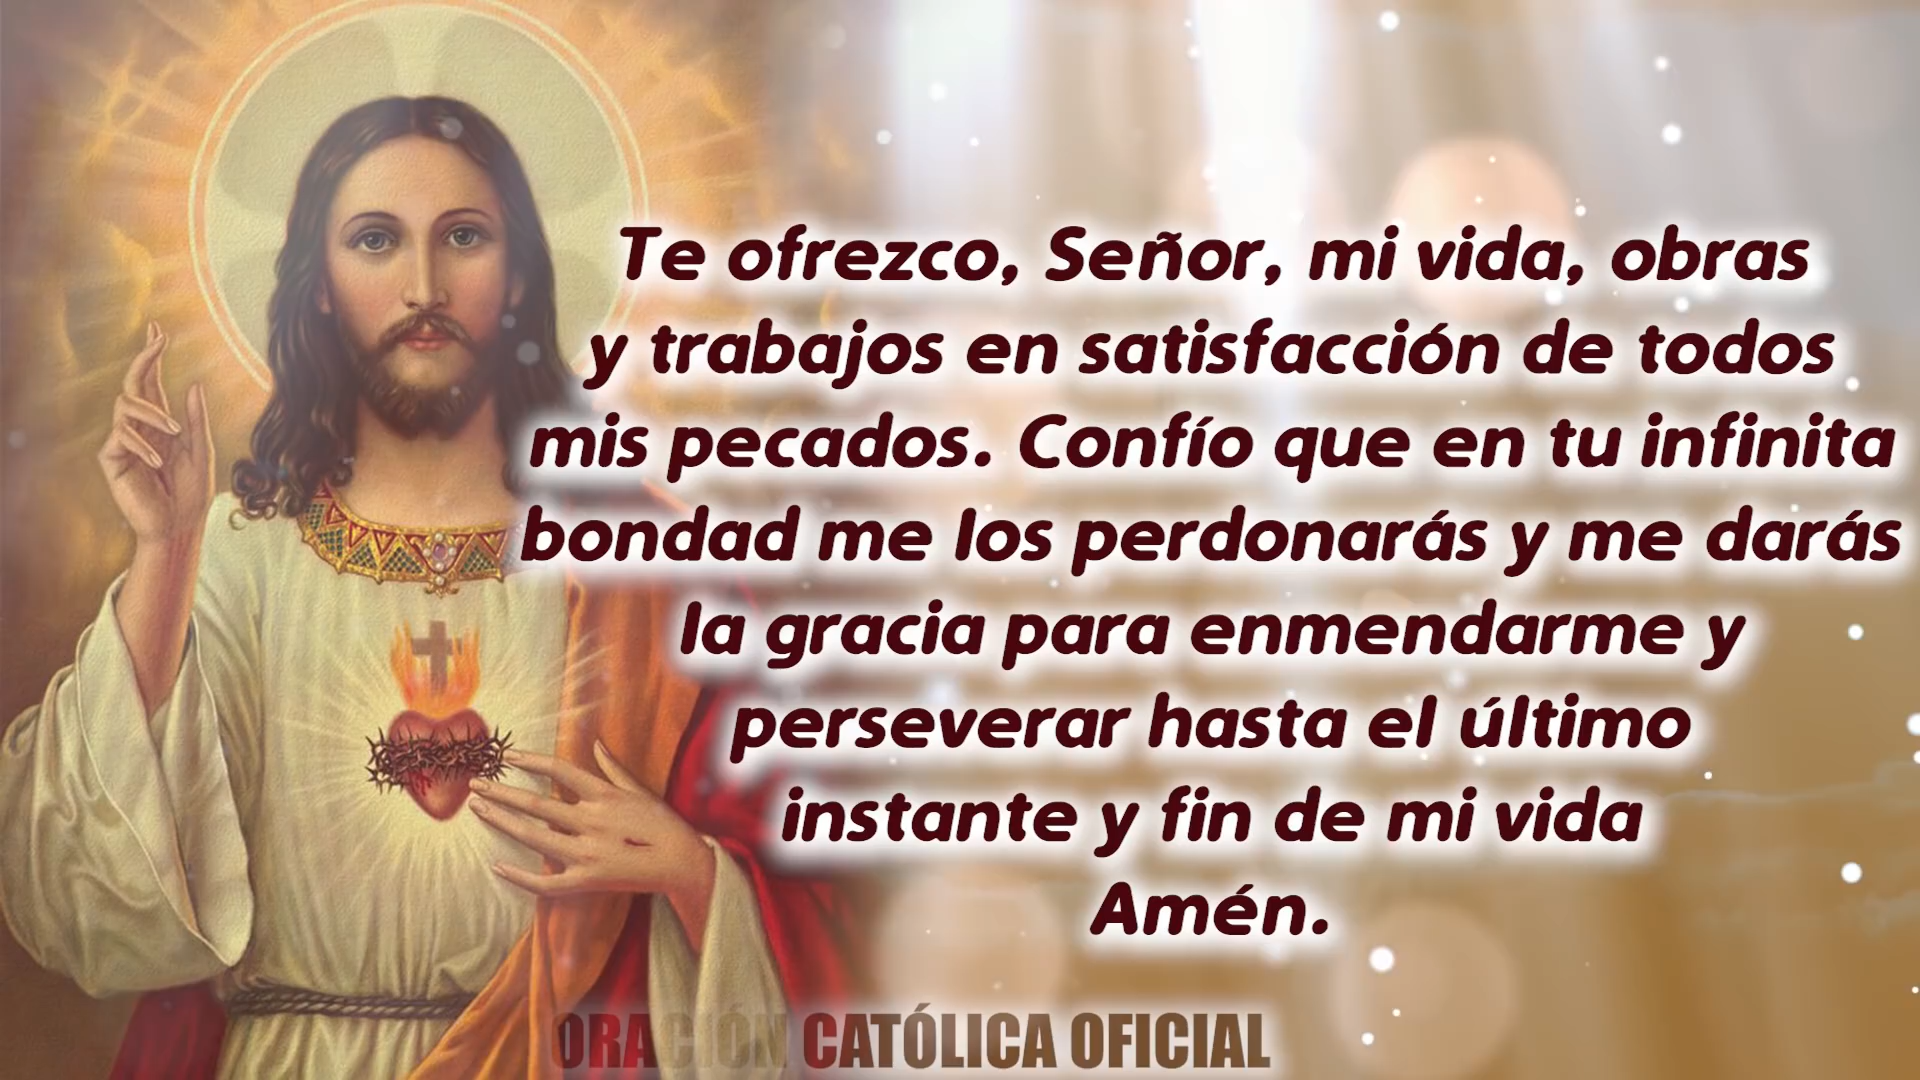 Te ofrezco, Señor, mi vida, obras
y trabajos en satisfacción de todos
mis pecados. Confío que en tu infinita
bondad me los perdonarás y me darás
la gracia para enmendarme y
perseverar hasta el último
instante y fin de mi vida
Amén.
ORACIÓN CATÓLICA OFICIAL